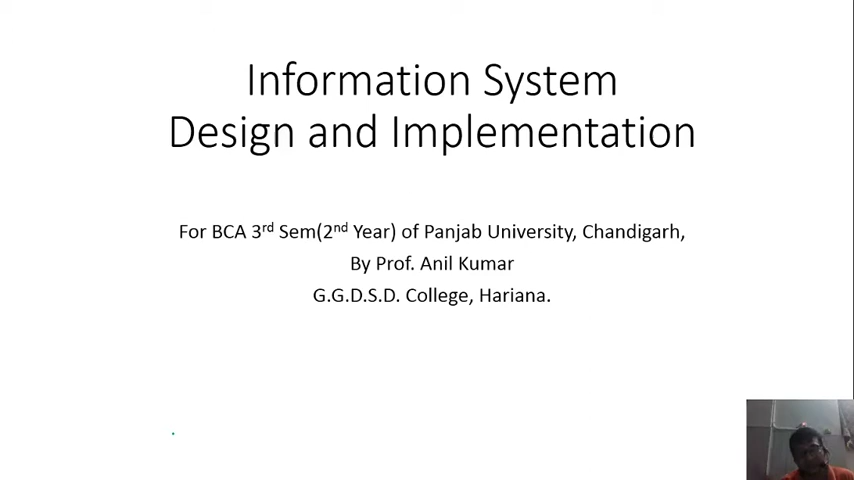 Information System
Design and Implementation
For BCA 3rd Sem(2nd Year) of Panjab University, Chandigarh,
By Prof. Anil Kumar
G.G.D.S.D. College, Hariana.